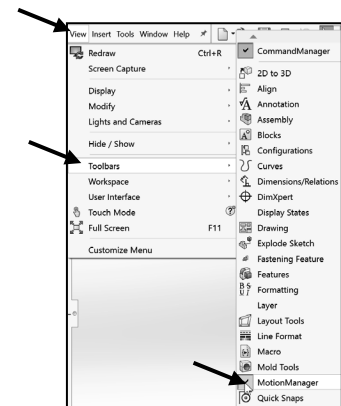 View Insert Tools Window Help
Redraw Ctrl+R
Screen Capture
Display
Modify
Lights and Cameras
Hide / Show
Toolbars
Workspace
User Interface
Touch Mode
Full Screen F11
Customize Menu
CommandManager
2D to 3D
Align
Annotation
Assembly
Blocks
Configurations
Curves
Dimensions/Relations
DimXpert
Display States
Drawing
Explode Sketch
Fastening Feature
Features
Formatting
Layer
Layout Tools
Line Format
Macro
Mold Tools
MotionManager
Quick Snaps